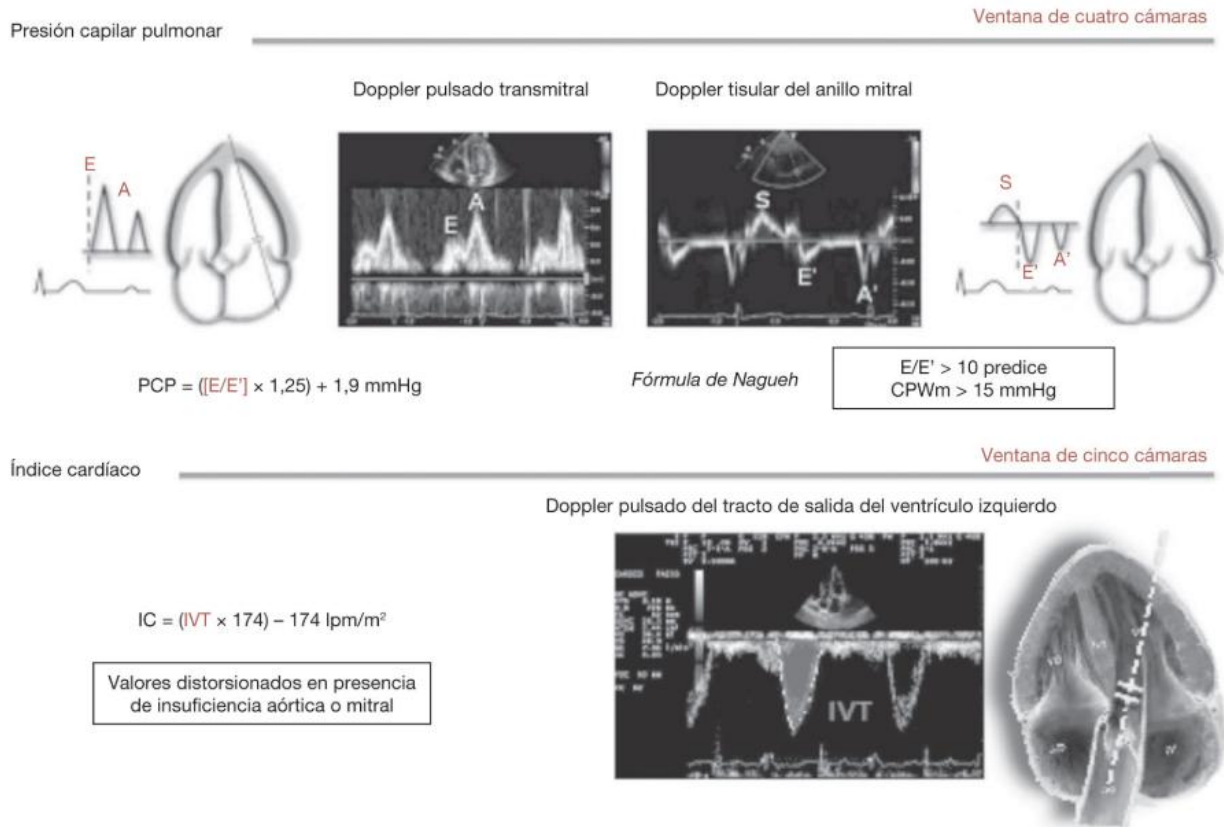 Presión capilar pulmonar
Ventana de cuatro cámaras
Doppler pulsado transmitral
Doppler tisular del anillo mitral
E
A
E
A
S
E'
A'
S
E'
A'
PCP = ([E/E'] × 1,25) + 1,9 mmHg
Fórmula de Nagueh
E/E' > 10 predice
CPWm > 15 mmHg
Índice cardíaco
Ventana de cinco cámaras
Doppler pulsado del tracto de salida del ventrículo izquierdo
IC = (IVT × 174) – 174 lpm/m²
Valores distorsionados en presencia
de insuficiencia aórtica o mitral
IVT